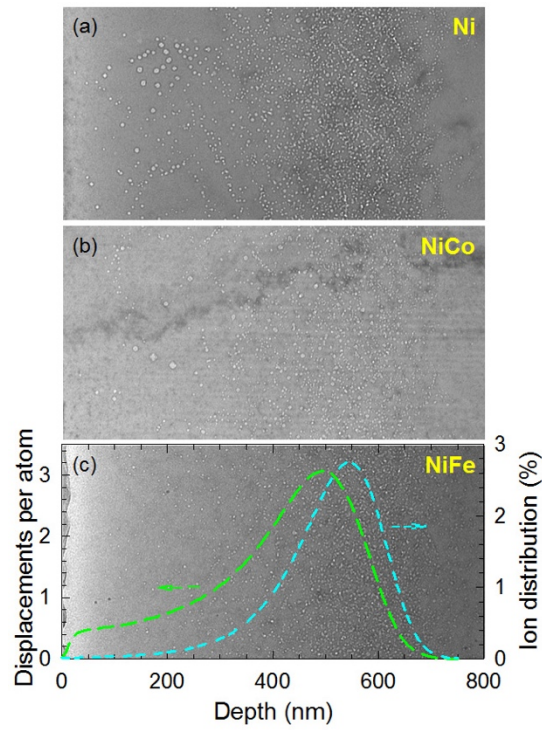 (a) Ni
(b) NiCo
(c) NiFe
Displacements per atom
3
2
1
0
Ion distribution (%)
3
2
1
0
0 200 400 600 800
Depth (nm)